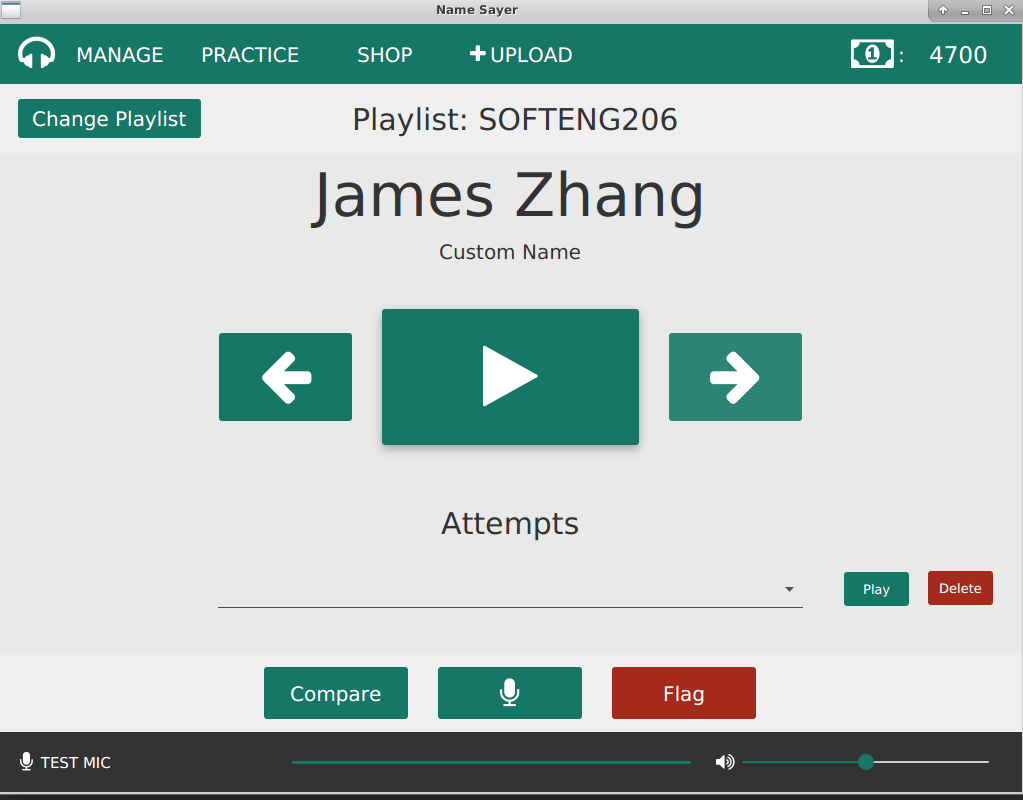 Name Sayer
MANAGE PRACTICE SHOP UPLOAD 1 : 4700
Change Playlist Playlist: SOFTENG206
James Zhang
Custom Name
Attempts
Play Delete
Compare Flag
TEST MIC